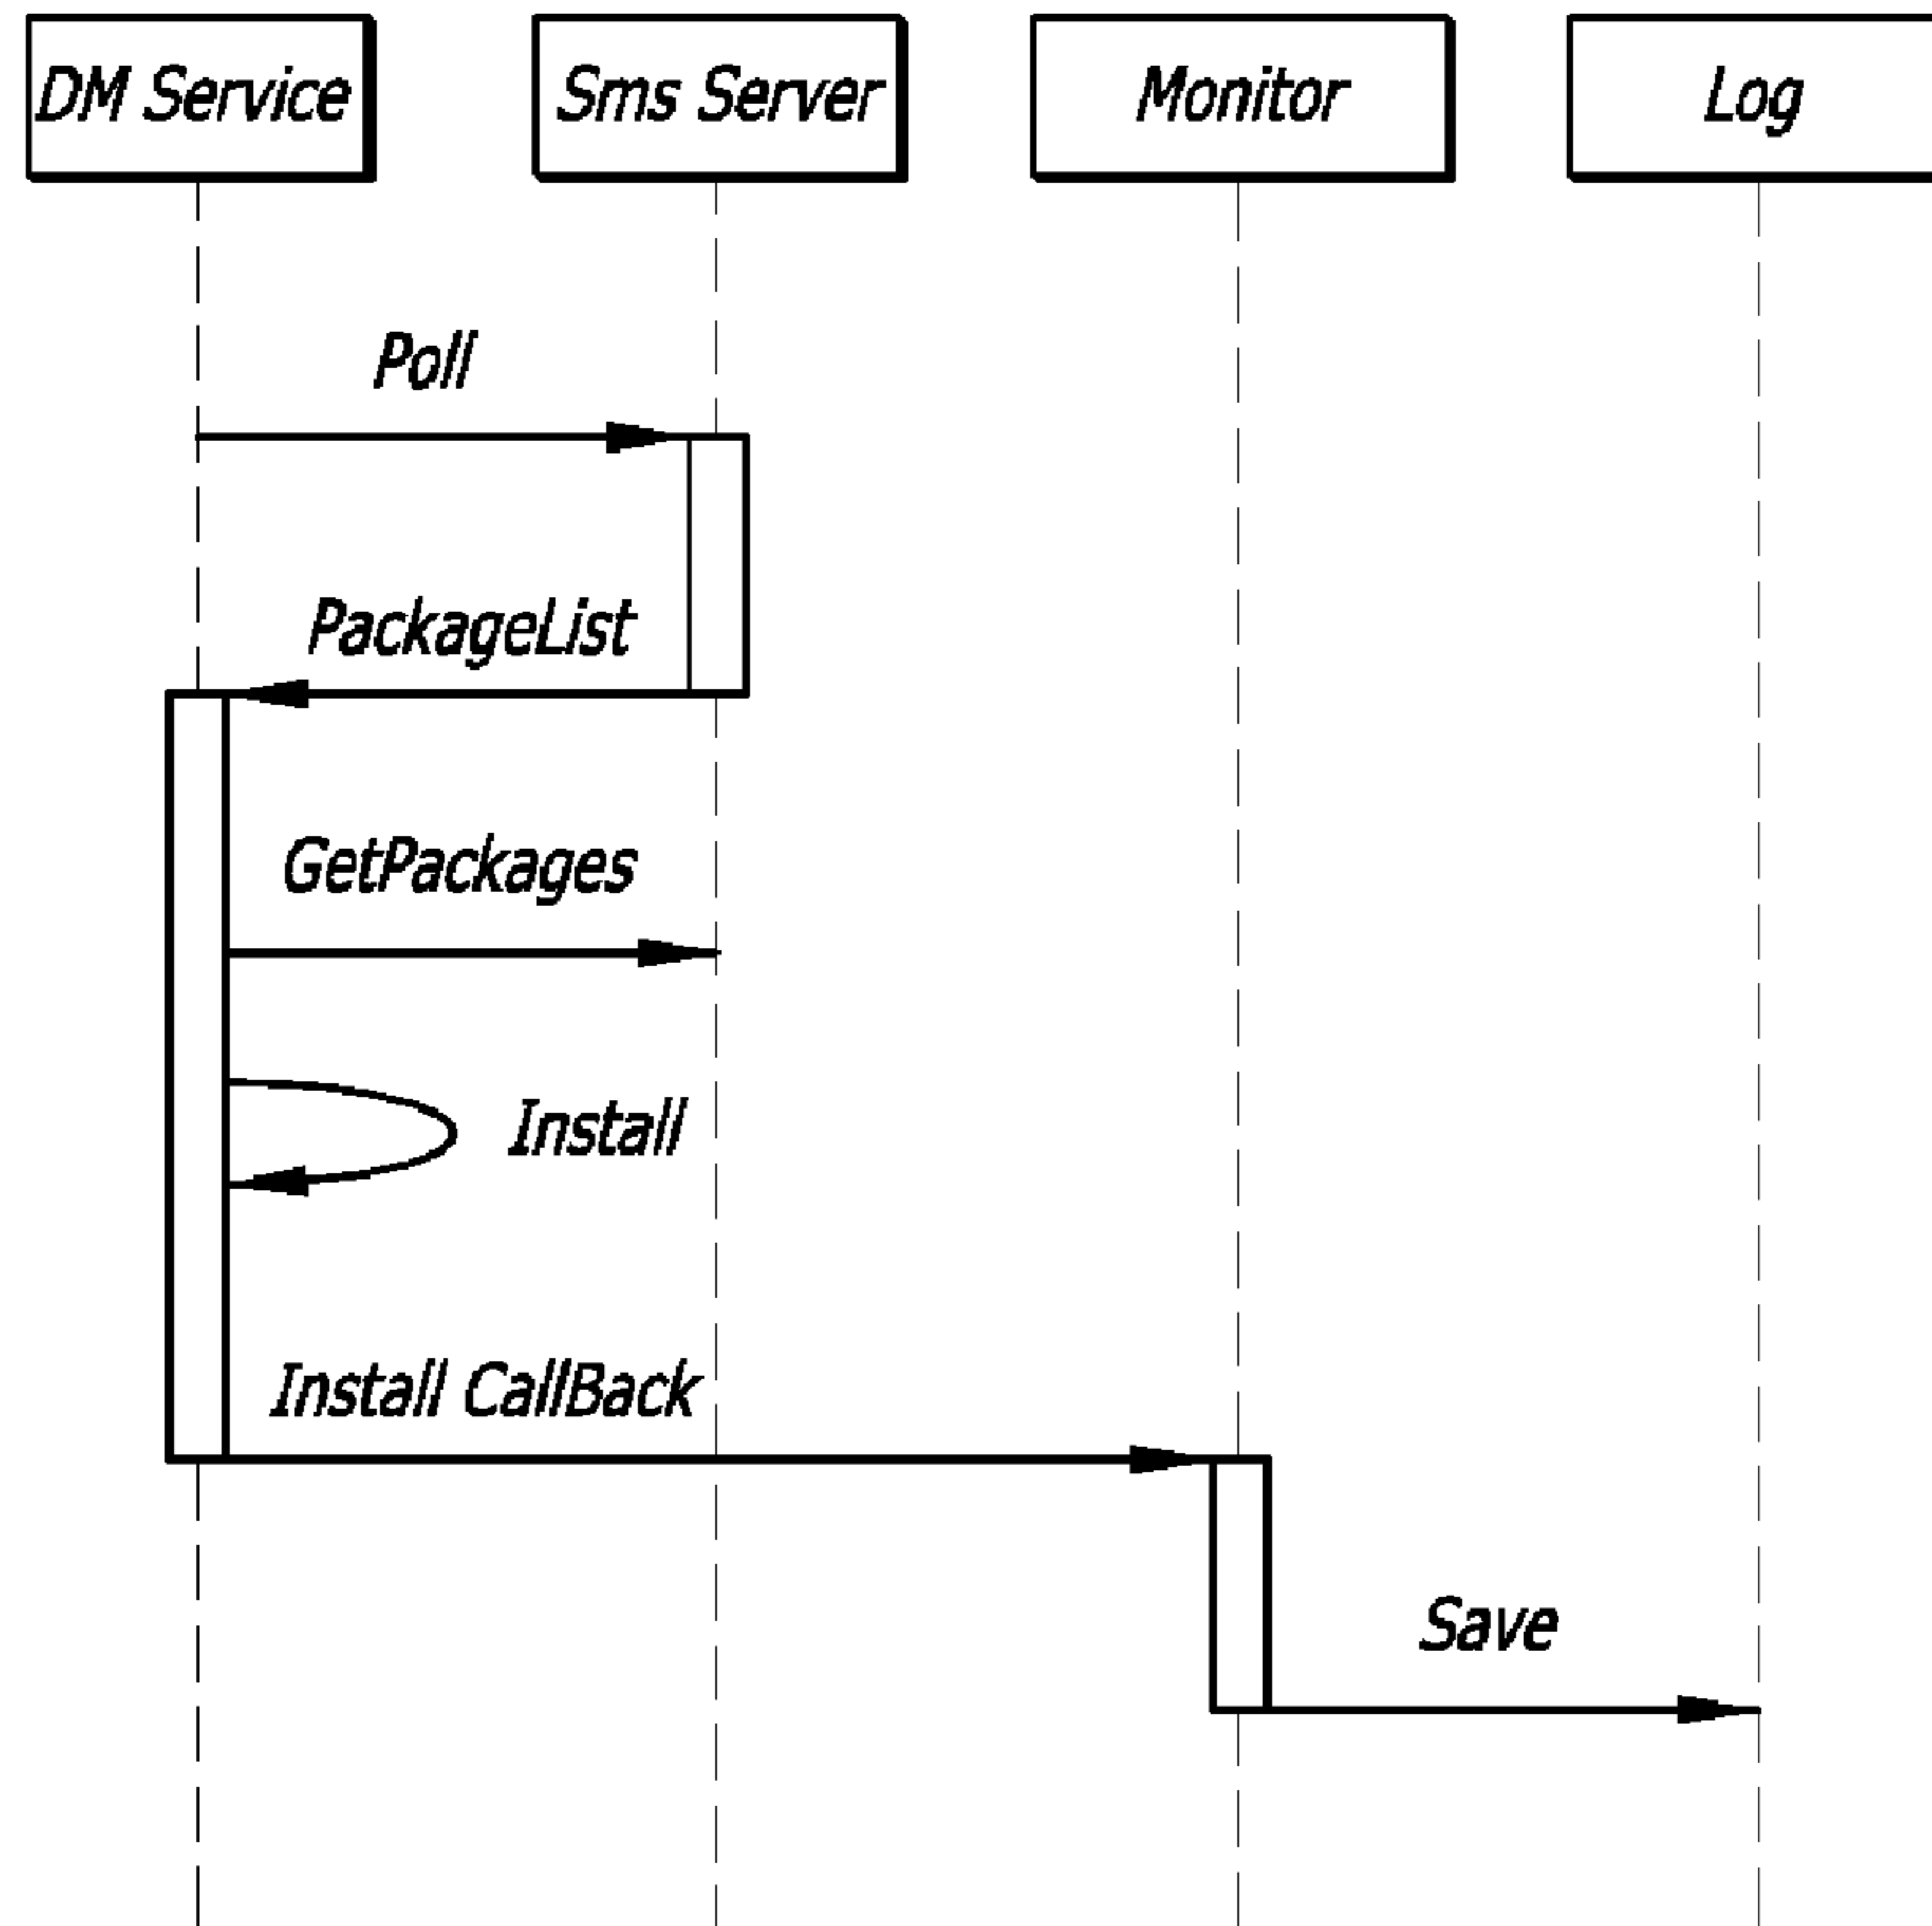 DM Service
Sms Server
Monitor
Log
Poll
PackageList
GetPackages
Install
Install CallBack
Save